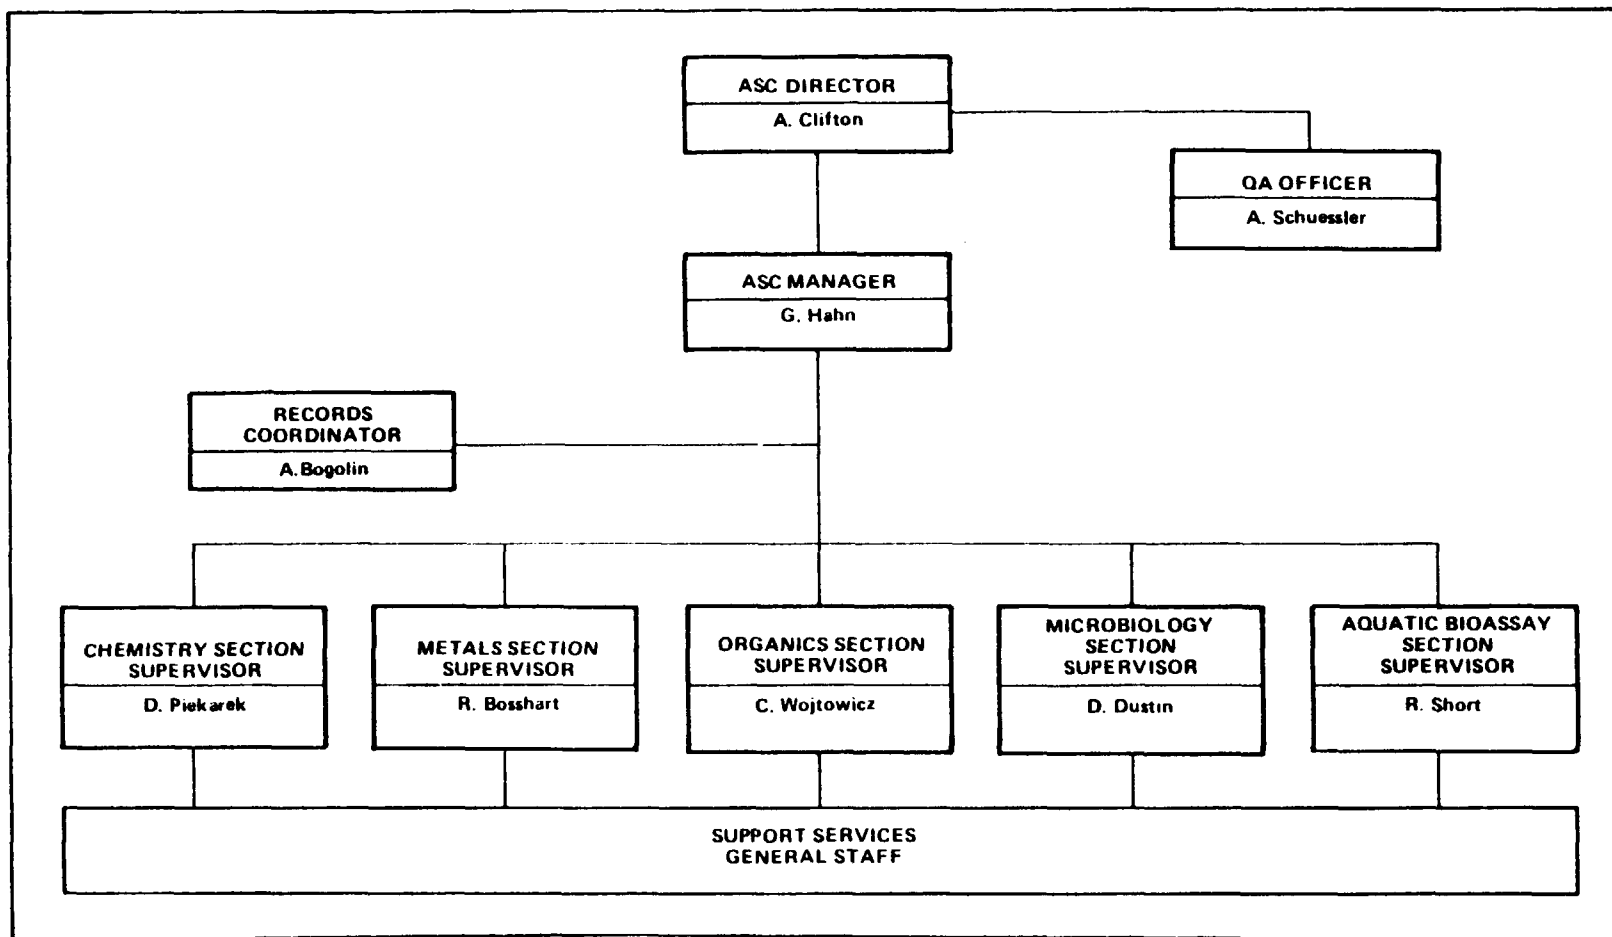 ASC DIRECTOR
A. Clifton
QA OFFICER
A. Schuessler
ASC MANAGER
G. Hahn
RECORDS
COORDINATOR
A. Bogolin
CHEMISTRY SECTION
SUPERVISOR
D. Piekarek
METALS SECTION
SUPERVISOR
R. Bosshart
ORGANICS SECTION
SUPERVISOR
C. Wojtowicz
MICROBIOLOGY
SECTION
SUPERVISOR
D. Dustin
AQUATIC BIOASSAY
SECTION
SUPERVISOR
R. Short
SUPPORT SERVICES
GENERAL STAFF